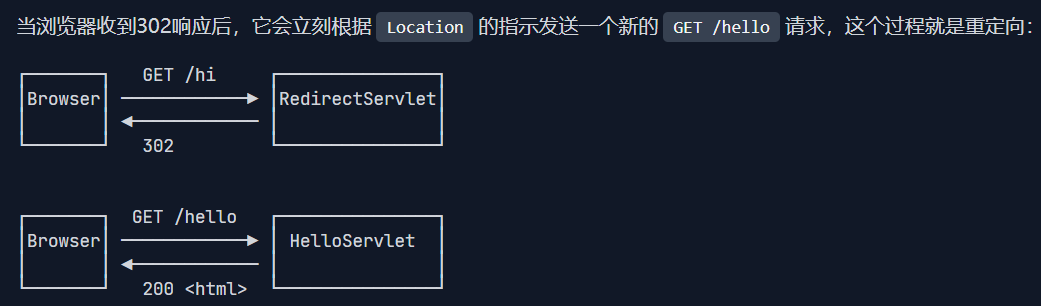 当浏览器收到302响应后，它会立刻根据 Location 的指示发送一个新的 GET /hello 请求，这个过程就是重定向：
GET /hi
Browser RedirectServlet
302
GET /hello
Browser HelloServlet
200 <html>